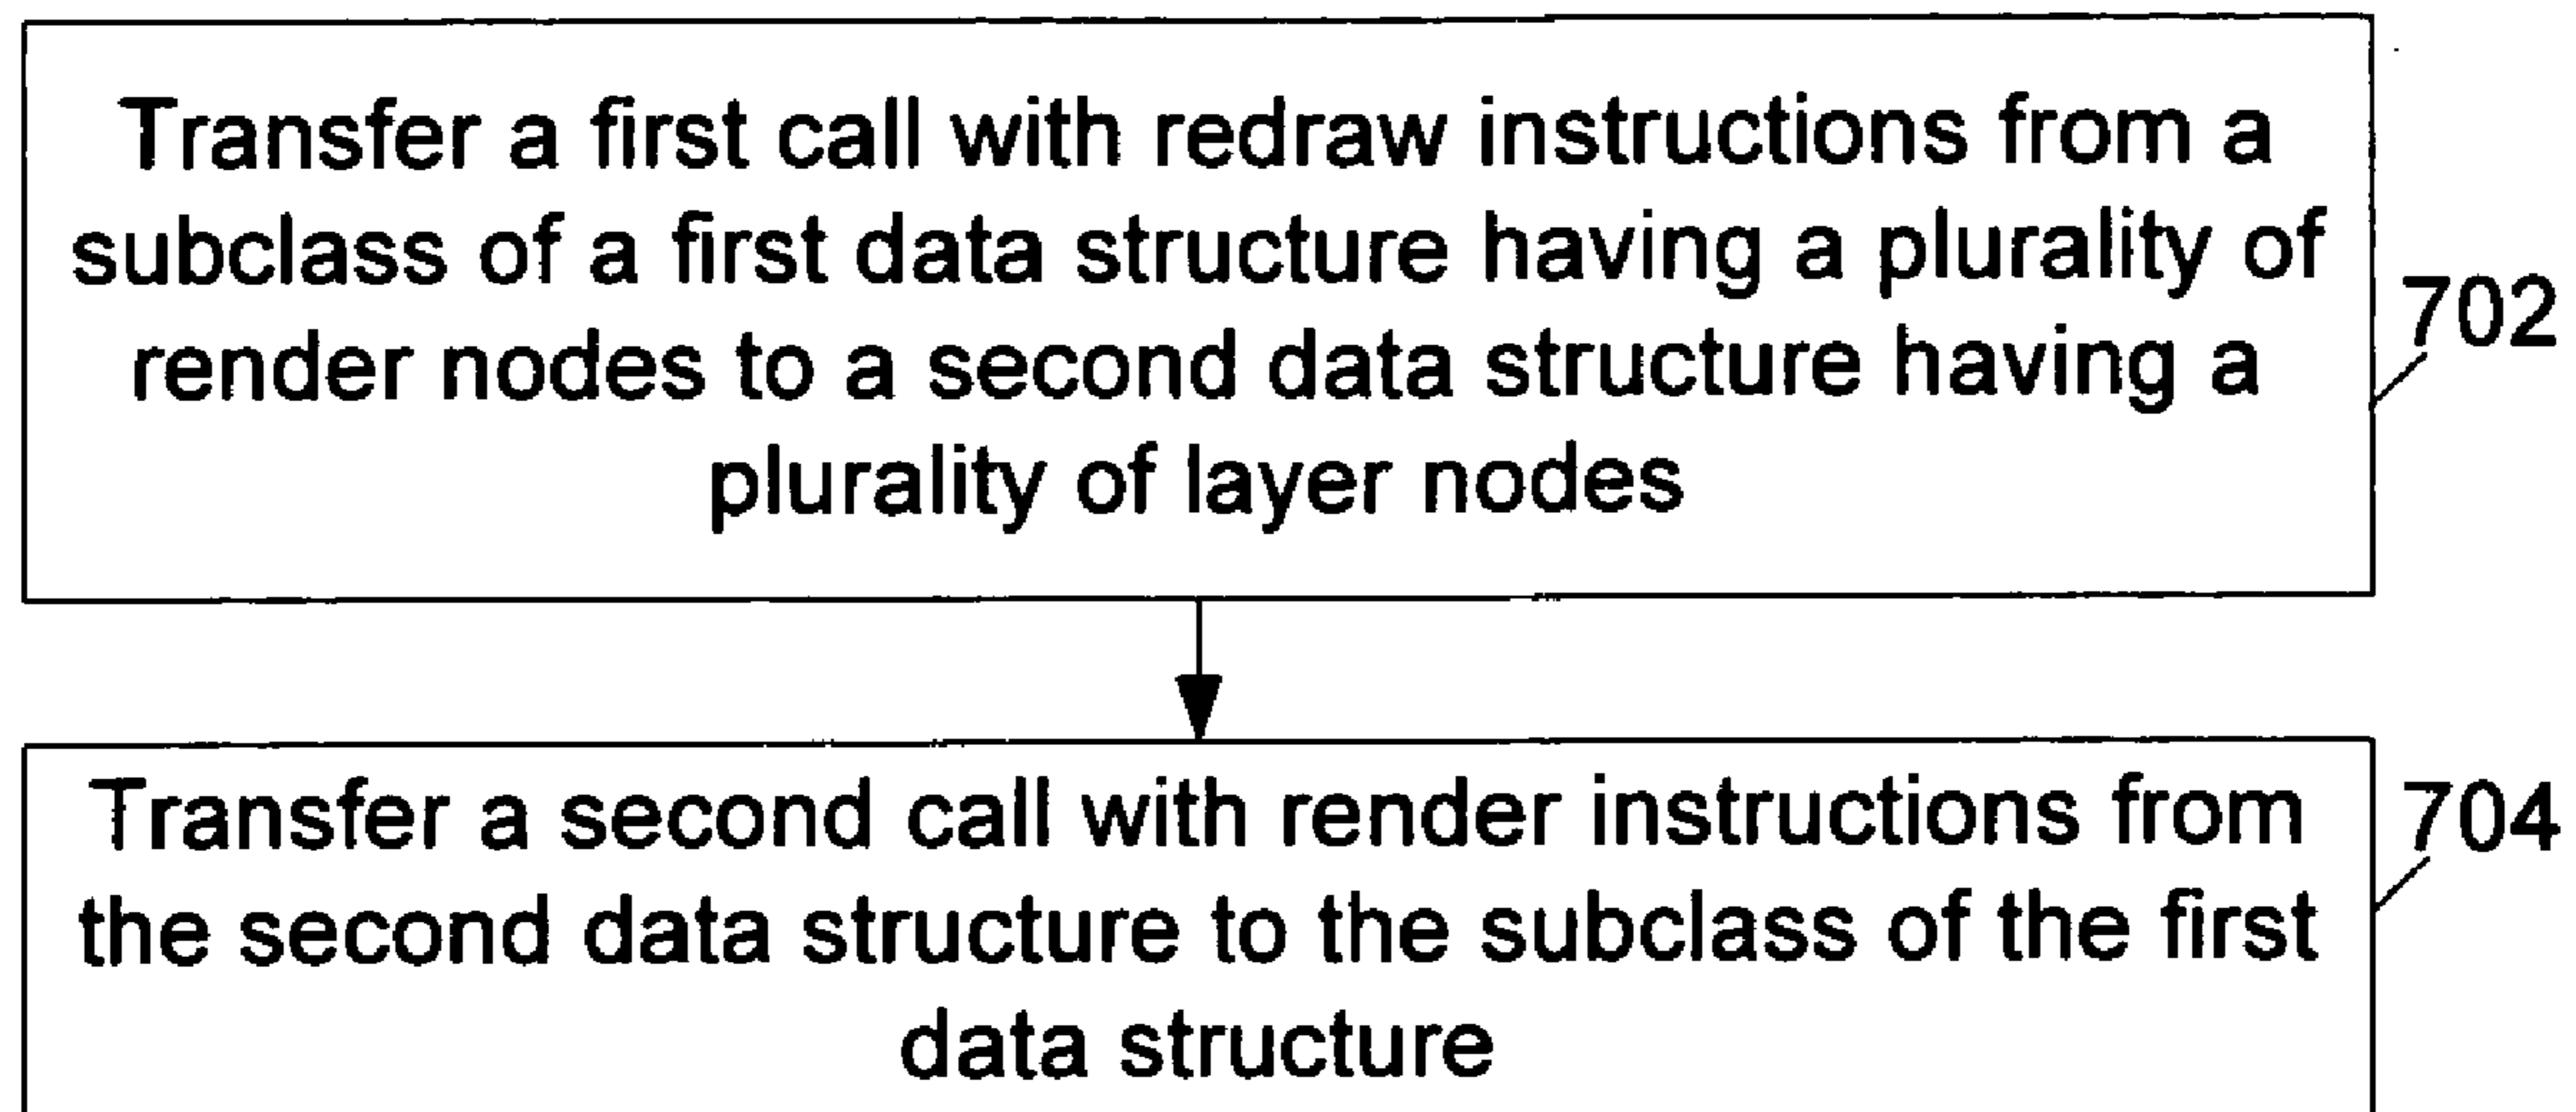 Transfer a first call with redraw instructions from a
subclass of a first data structure having a plurality of
render nodes to a second data structure having a
plurality of layer nodes
702
Transfer a second call with render instructions from
the second data structure to the subclass of the first
data structure
704